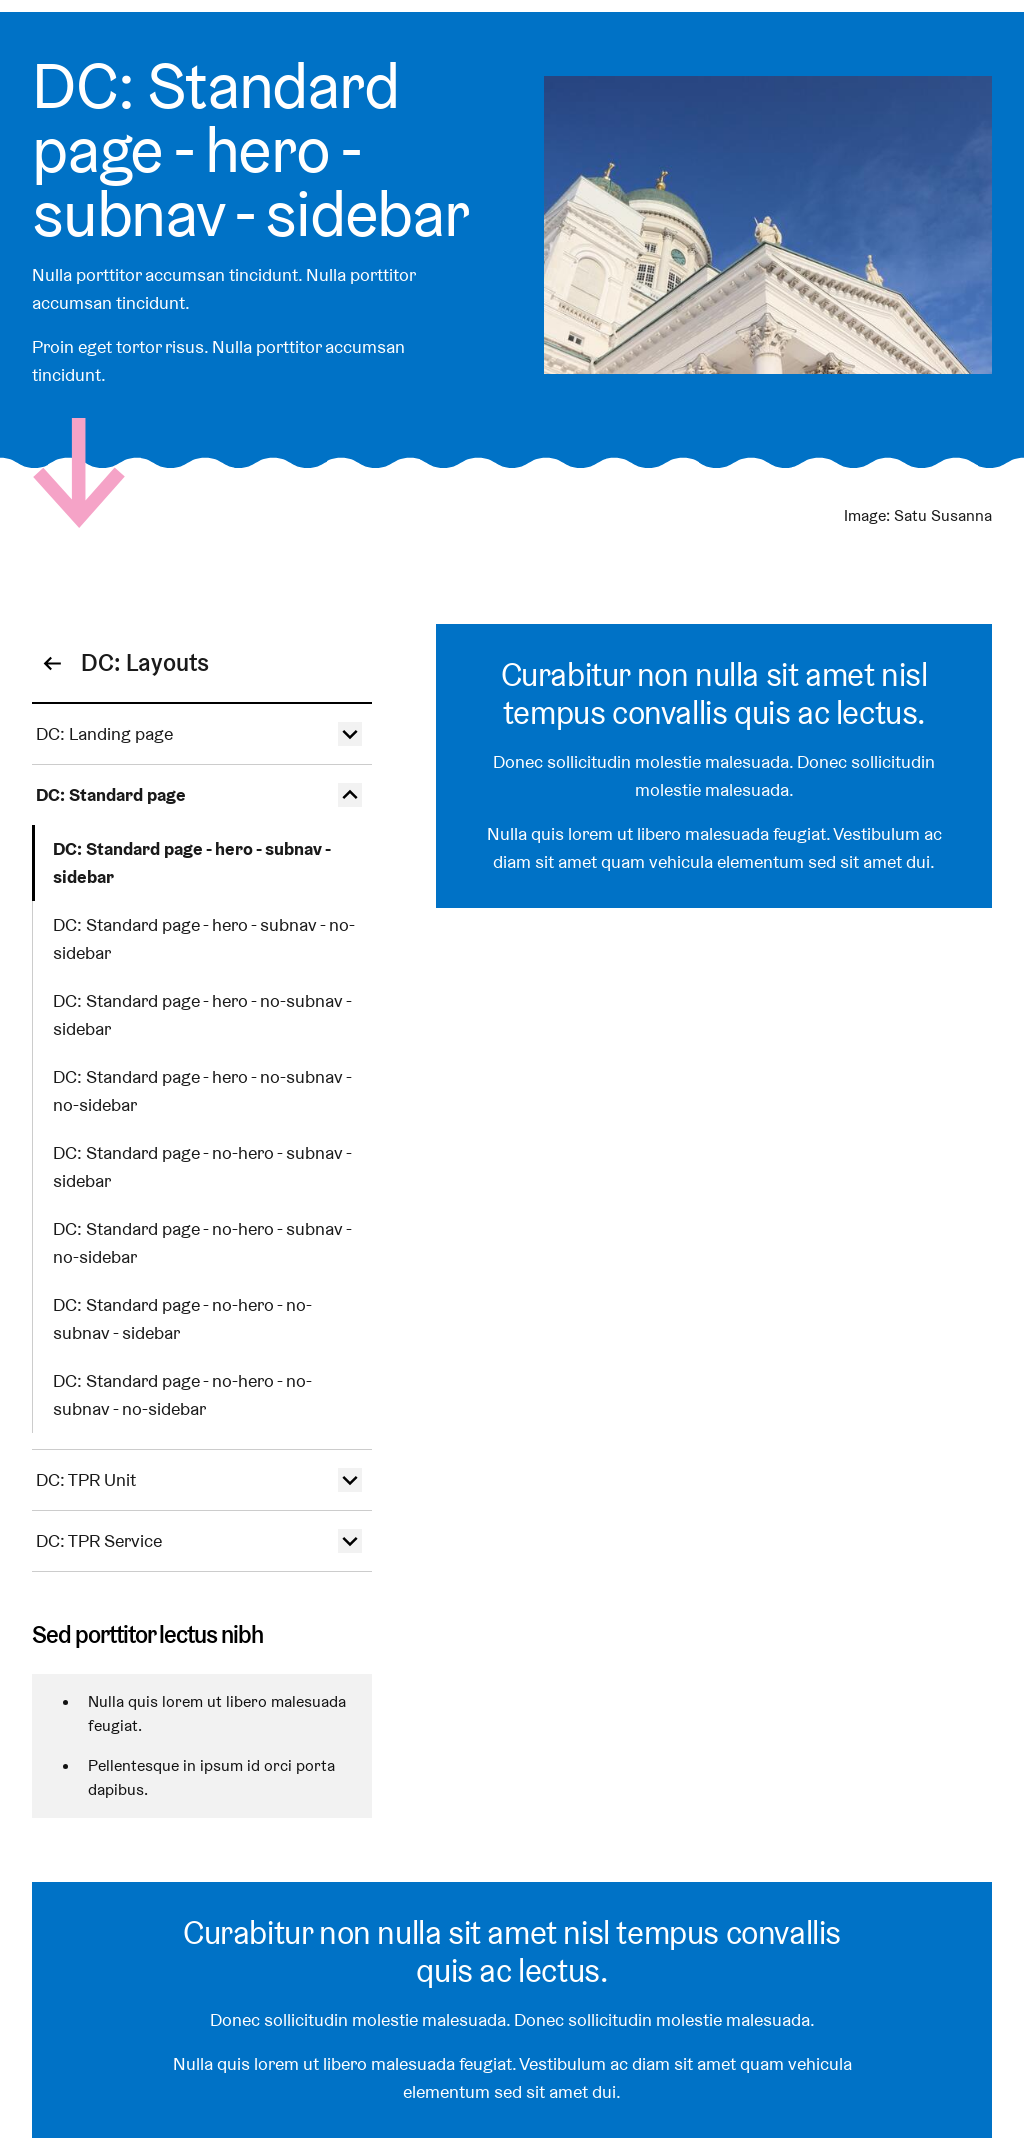 DC: Standard
page - hero -
subnav - sidebar
Nulla porttitor accumsan tincidunt. Nulla porttitor
accumsan tincidunt.
Proin eget tortor risus. Nulla porttitor accumsan
tincidunt.
Image: Satu Susanna
DC: Layouts
DC: Landing page
DC: Standard page
DC: Standard page - hero - subnav -
sidebar
DC: Standard page - hero - subnav - no-
sidebar
DC: Standard page - hero - no-subnav -
sidebar
DC: Standard page - hero - no-subnav -
no-sidebar
DC: Standard page - no-hero - subnav -
sidebar
DC: Standard page - no-hero - subnav -
no-sidebar
DC: Standard page - no-hero - no-
subnav - sidebar
DC: Standard page - no-hero - no-
subnav - no-sidebar
DC: TPR Unit
DC: TPR Service
Sed porttitor lectus nibh
Nulla quis lorem ut libero malesuada
feugiat.
Pellentesque in ipsum id orci porta
dapibus.
Curabitur non nulla sit amet nisl
tempus convallis quis ac lectus.
Donec sollicitudin molestie malesuada. Donec sollicitudin
molestie malesuada.
Nulla quis lorem ut libero malesuada feugiat. Vestibulum ac
diam sit amet quam vehicula elementum sed sit amet dui.
Curabitur non nulla sit amet nisl tempus convallis
quis ac lectus.
Donec sollicitudin molestie malesuada. Donec sollicitudin molestie malesuada.
Nulla quis lorem ut libero malesuada feugiat. Vestibulum ac diam sit amet quam vehicula
elementum sed sit amet dui.